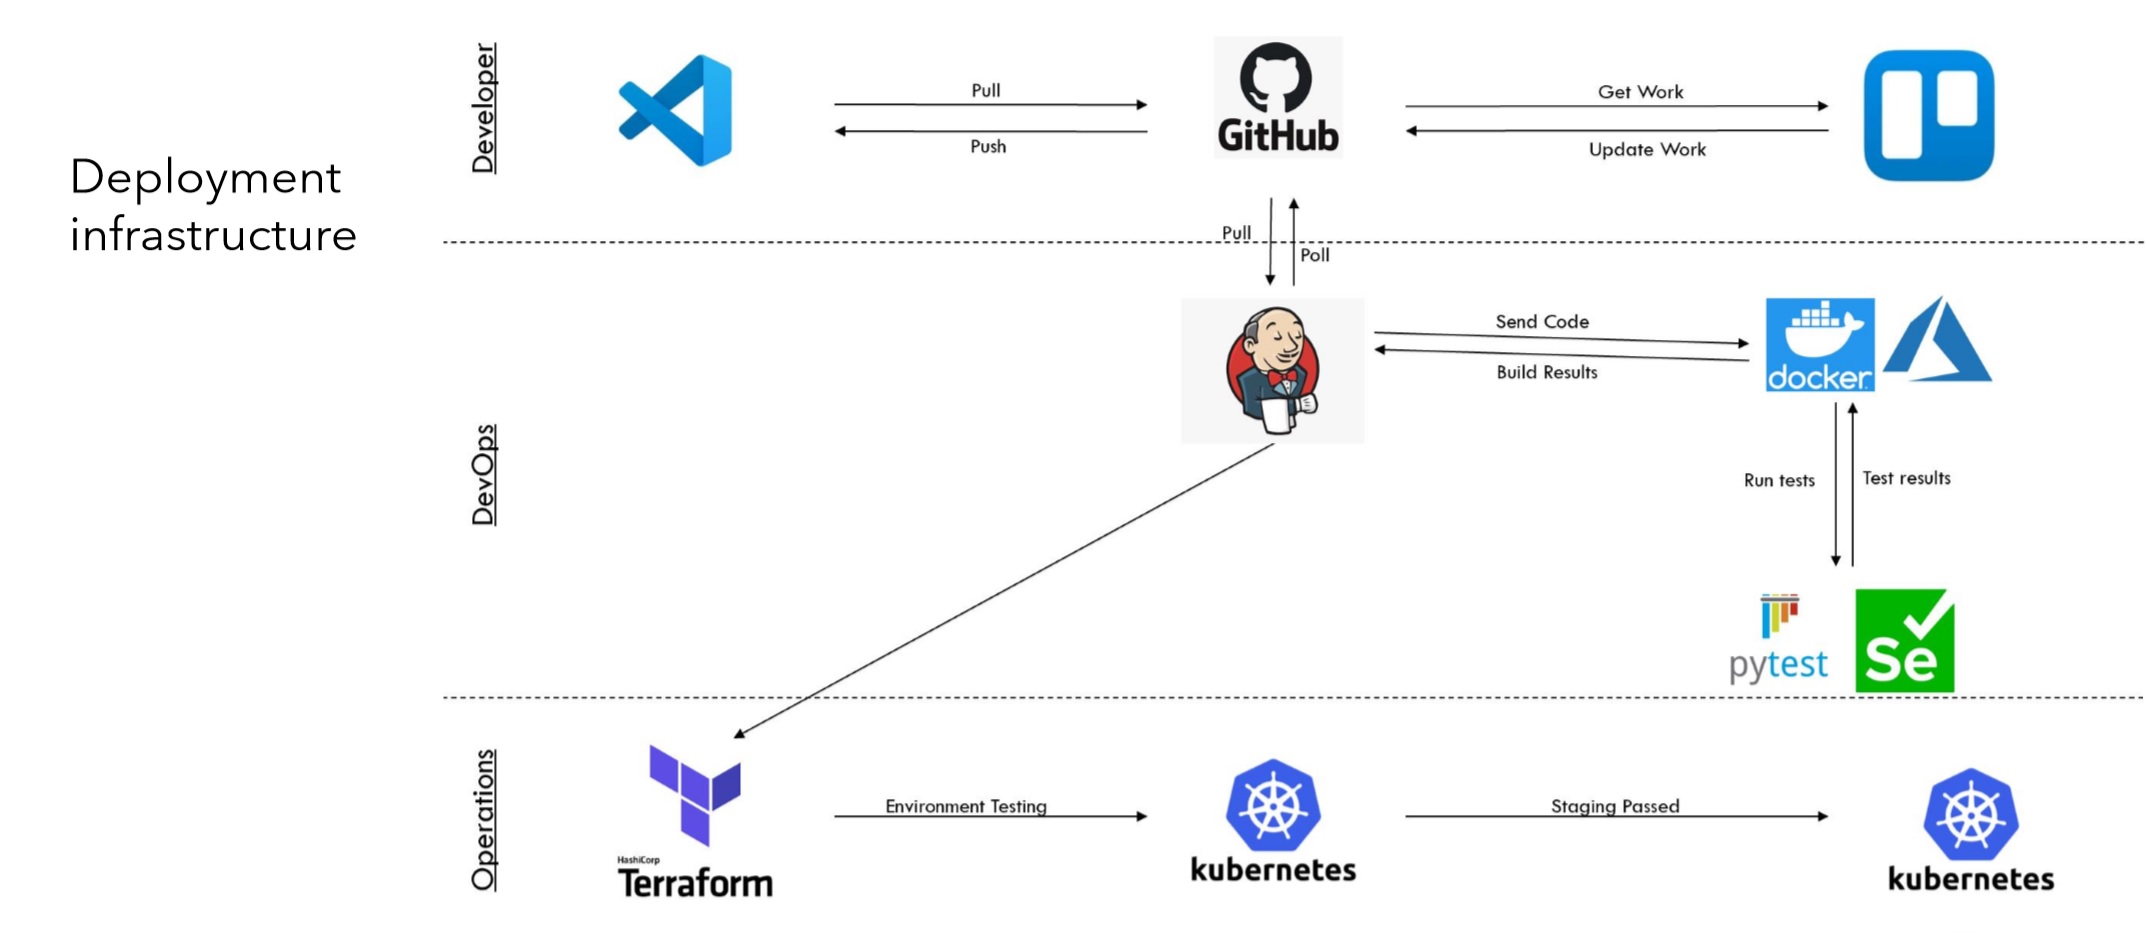 Deployment
infrastructure
Developer
Pull
Push
GitHub
Get Work
Update Work
Pull
Poll
DevOps
Send Code
Build Results
docker
Run tests
Test results
pytest
Se
Operations
HashiCorp
Terraform
Environment Testing
kubernetes
Staging Passed
kubernetes